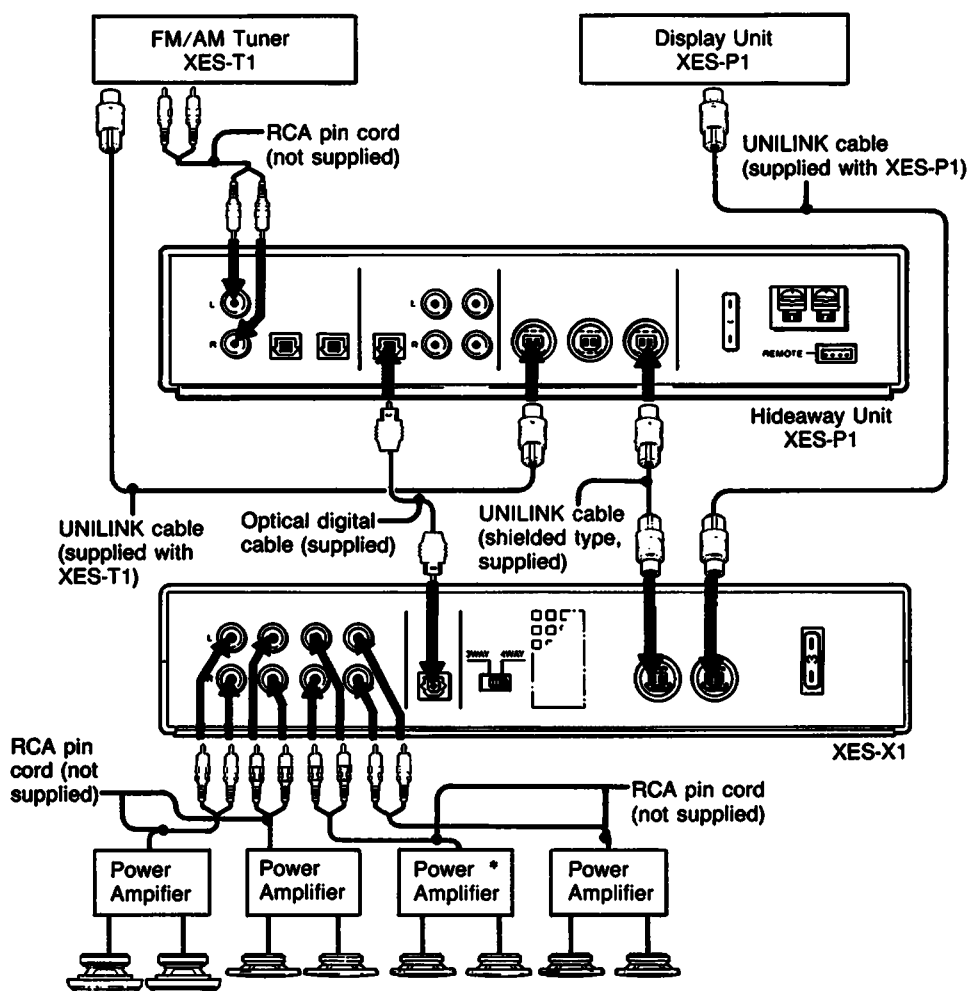 FM/AM Tuner
XES-T1
Display Unit
XES-P1
RCA pin cord
(not supplied)
UNILINK cable
(supplied with XES-P1)
L
R
L
R
REMOTE
Hideaway Unit
XES-P1
UNILINK cable
(supplied with
XES-T1)
Optical digital
cable (supplied)
UNILINK cable
(shielded type,
supplied)
L
3WAY
4WAY
3
XES-X1
RCA pin
cord (not
supplied)
RCA pin cord
(not supplied)
Power
Ampifier
Power
Amplifier
Power *
Amplifier
Power
Amplifier